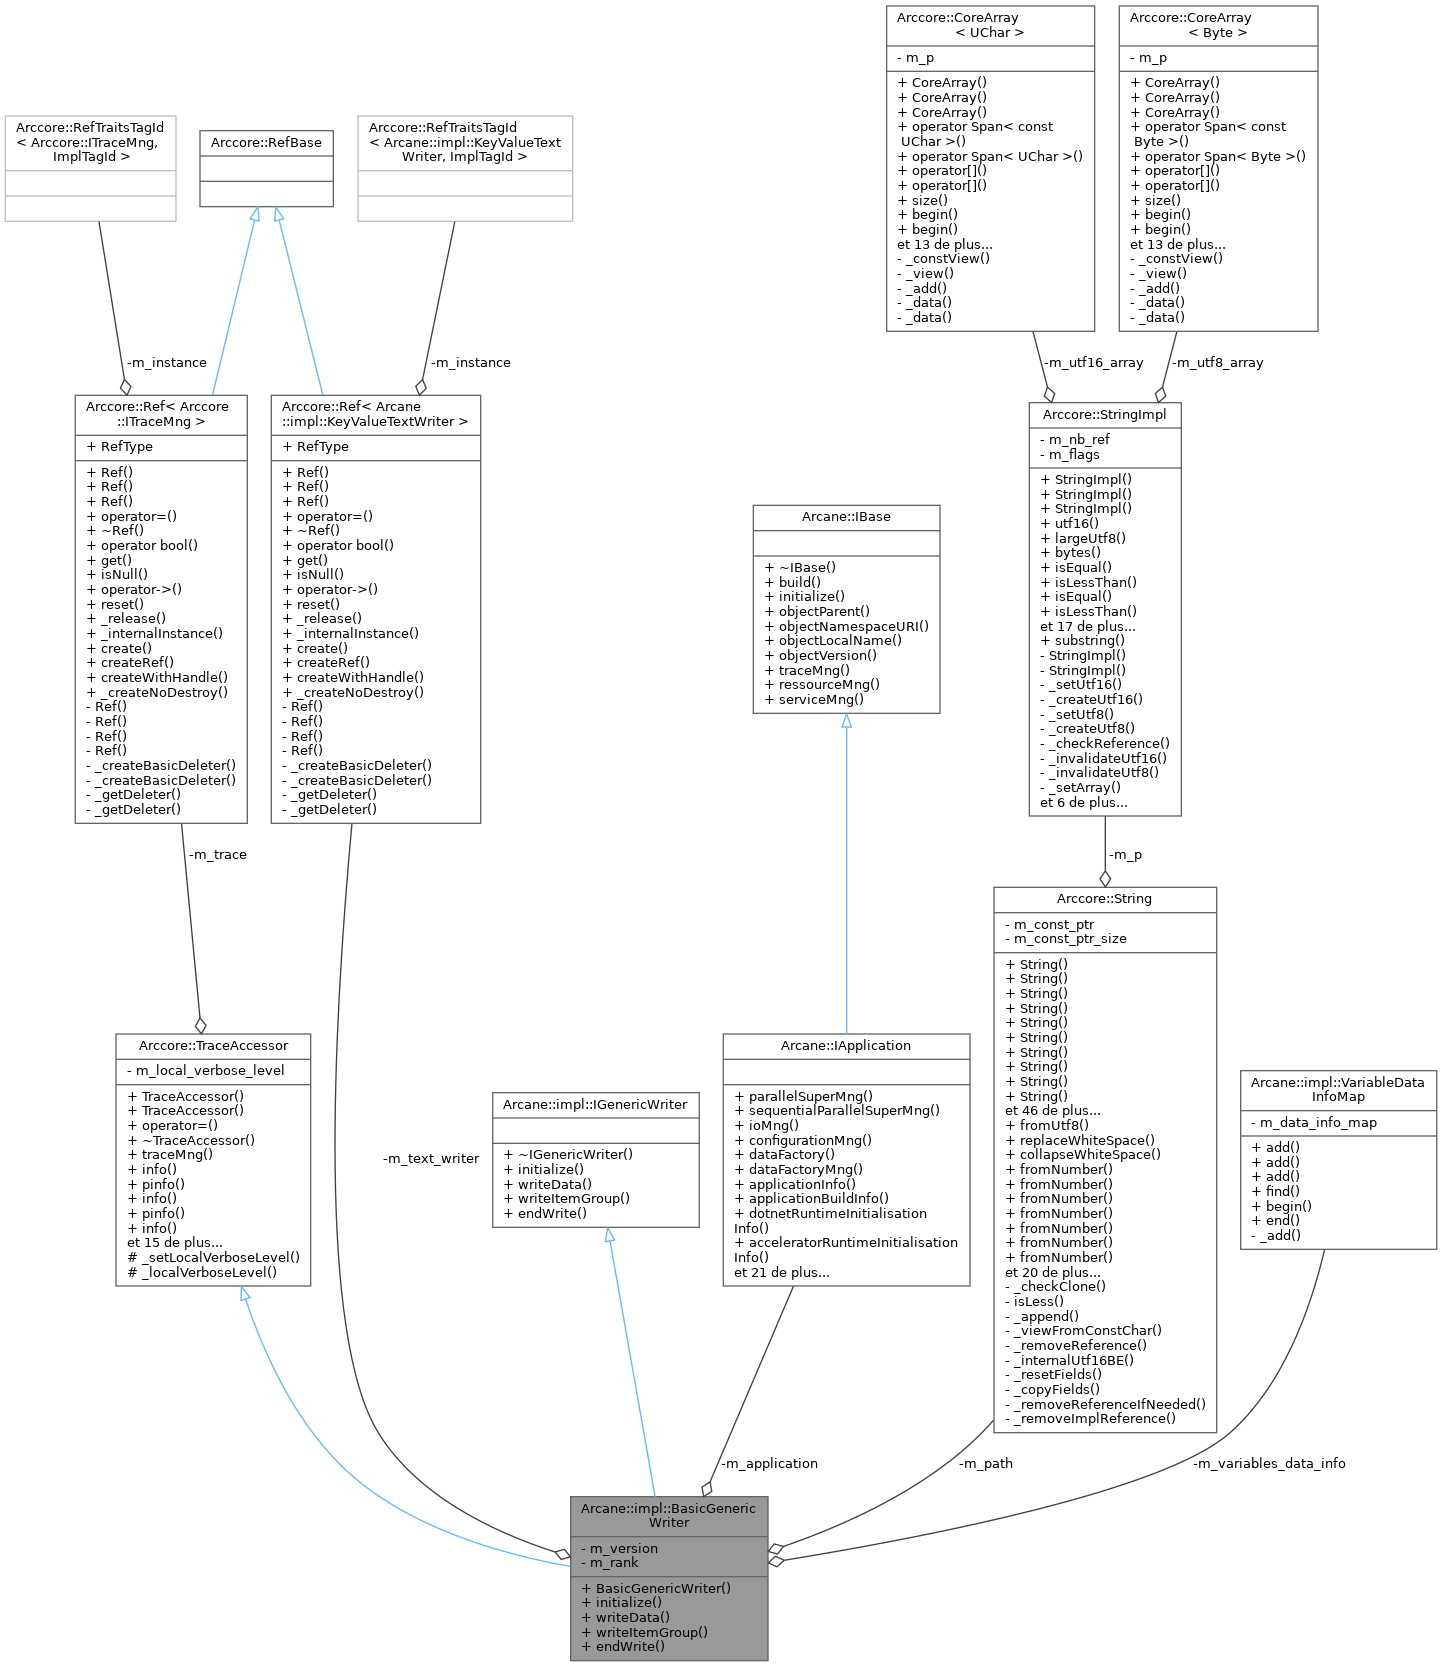 Arccore::CoreArray
< UChar >
- m_p
+ CoreArray()
+ CoreArray()
+ CoreArray()
+ operator Span< const
UChar >()
+ operator Span< UChar >()
+ operator[]()
+ operator[]()
+ size()
+ begin()
+ begin()
et 13 de plus...
- _constView()
- _view()
- _add()
- _data()
- _data()
Arccore::CoreArray
< Byte >
- m_p
+ CoreArray()
+ CoreArray()
+ CoreArray()
+ operator Span< const
Byte >()
+ operator Span< Byte >()
+ operator[]()
+ operator[]()
+ size()
+ begin()
+ begin()
et 13 de plus...
- _constView()
- _view()
- _add()
- _data()
- _data()
Arccore::RefTraitsTagId
< Arccore::ITraceMng,
ImplTagId >
Arccore::RefBase
Arccore::RefTraitsTagId
< Arcane::impl::KeyValueText
Writer, ImplTagId >
-m_instance
-m_instance
-m_utf16_array
-m_utf8_array
Arccore::Ref< Arccore
::ITraceMng >
+ RefType
+ Ref()
+ Ref()
+ Ref()
+ operator=()
+ ~Ref()
+ operator bool()
+ get()
+ isNull()
+ operator->()
+ reset()
+ _release()
+ _internalInstance()
+ create()
+ createRef()
+ createWithHandle()
+ _createNoDestroy()
- Ref()
- Ref()
- Ref()
- Ref()
- _createBasicDeleter()
- _createBasicDeleter()
- _getDeleter()
- _getDeleter()
Arccore::Ref< Arcane
::impl::KeyValueTextWriter >
+ RefType
+ Ref()
+ Ref()
+ Ref()
+ operator=()
+ ~Ref()
+ operator bool()
+ get()
+ isNull()
+ operator->()
+ reset()
+ _release()
+ _internalInstance()
+ create()
+ createRef()
+ createWithHandle()
+ _createNoDestroy()
- Ref()
- Ref()
- Ref()
- Ref()
- _createBasicDeleter()
- _createBasicDeleter()
- _getDeleter()
- _getDeleter()
Arcane::IBase
+ ~IBase()
+ build()
+ initialize()
+ objectParent()
+ objectNamespaceURI()
+ objectLocalName()
+ objectVersion()
+ traceMng()
+ ressourceMng()
+ serviceMng()
Arccore::StringImpl
- m_nb_ref
- m_flags
+ StringImpl()
+ StringImpl()
+ StringImpl()
+ utf16()
+ largeUtf8()
+ bytes()
+ isEqual()
+ isLessThan()
+ isEqual()
+ isLessThan()
et 17 de plus...
+ substring()
- StringImpl()
- StringImpl()
- _setUtf16()
- _createUtf16()
- _setUtf8()
- _createUtf8()
- _checkReference()
- _invalidateUtf16()
- _invalidateUtf8()
- _setArray()
et 6 de plus...
-m_trace
-m_p
Arccore::TraceAccessor
- m_local_verbose_level
+ TraceAccessor()
+ TraceAccessor()
+ operator=()
+ ~TraceAccessor()
+ traceMng()
+ info()
+ pinfo()
+ info()
+ pinfo()
+ info()
et 15 de plus...
# _setLocalVerboseLevel()
# _localVerboseLevel()
-m_text_writer
Arcane::impl::IGenericWriter
+ ~IGenericWriter()
+ initialize()
+ writeData()
+ writeItemGroup()
+ endWrite()
Arcane::IApplication
+ parallelSuperMng()
+ sequentialParallelSuperMng()
+ ioMng()
+ configurationMng()
+ dataFactory()
+ dataFactoryMng()
+ applicationInfo()
+ applicationBuildInfo()
+ dotnetRuntimeInitialisation
Info()
+ acceleratorRuntimeInitialisation
Info()
et 21 de plus...
Arccore::String
- m_const_ptr
- m_const_ptr_size
+ String()
+ String()
+ String()
+ String()
+ String()
+ String()
+ String()
+ String()
+ String()
+ String()
et 46 de plus...
+ fromUtf8()
+ replaceWhiteSpace()
+ collapseWhiteSpace()
+ fromNumber()
+ fromNumber()
+ fromNumber()
+ fromNumber()
+ fromNumber()
+ fromNumber()
+ fromNumber()
et 20 de plus...
- _checkClone()
- isLess()
- _append()
- _viewFromConstChar()
- _removeReference()
- _internalUtf16BE()
- _resetFields()
- _copyFields()
- _removeReferenceIfNeeded()
- _removeImplReference()
Arcane::impl::VariableData
InfoMap
- m_data_info_map
+ add()
+ add()
+ add()
+ find()
+ begin()
+ end()
- _add()
-m_application
-m_path
-m_variables_data_info
Arcane::impl::BasicGeneric
Writer
- m_version
- m_rank
+ BasicGenericWriter()
+ initialize()
+ writeData()
+ writeItemGroup()
+ endWrite()